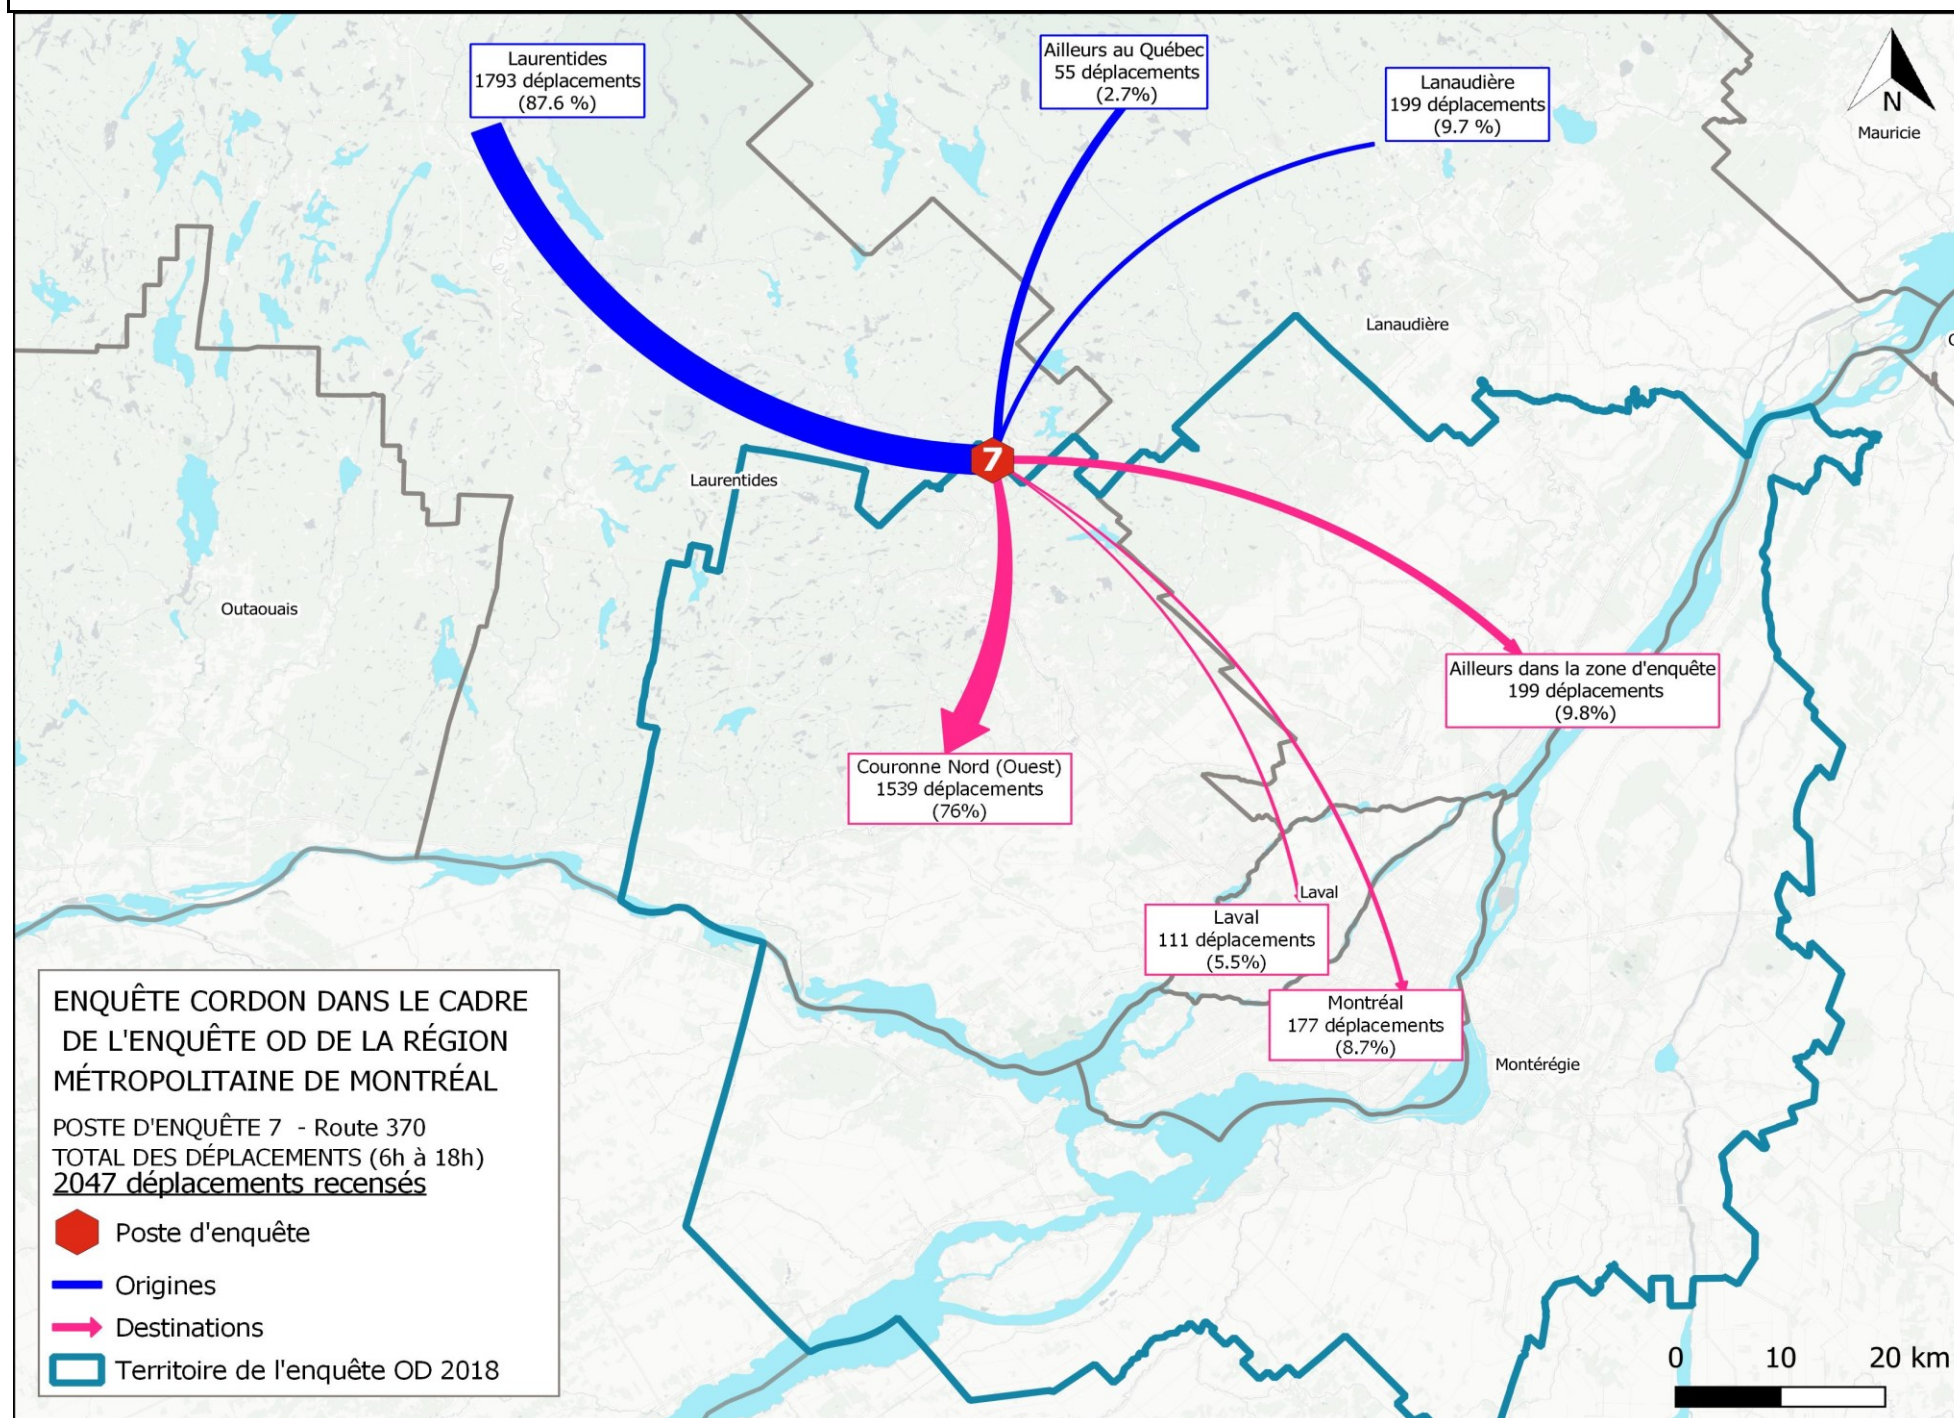 Laurentides
1793 déplacements
(87.6 %)
Ailleurs au Québec
55 déplacements
(2.7%)
Lanaudière
199 déplacements
(9.7 %)
N
Mauricie
Lanaudière
7
Laurentides
Outaouais
Ailleurs dans la zone d'enquête
199 déplacements
(9.8%)
Couronne Nord (Ouest)
1539 déplacements
(76%)
Laval
Laval
111 déplacements
(5.5%)
Montréal
177 déplacements
(8.7%)
Montérégie
ENQUÊTE CORDON DANS LE CADRE
DE L'ENQUÊTE OD DE LA RÉGION
MÉTROPOLITAINE DE MONTRÉAL
POSTE D'ENQUÊTE 7 - Route 370
TOTAL DES DÉPLACEMENTS (6h à 18h)
2047 déplacements recensés
Poste d'enquête
Origines
Destinations
Territoire de l'enquête OD 2018
0 10 20 km